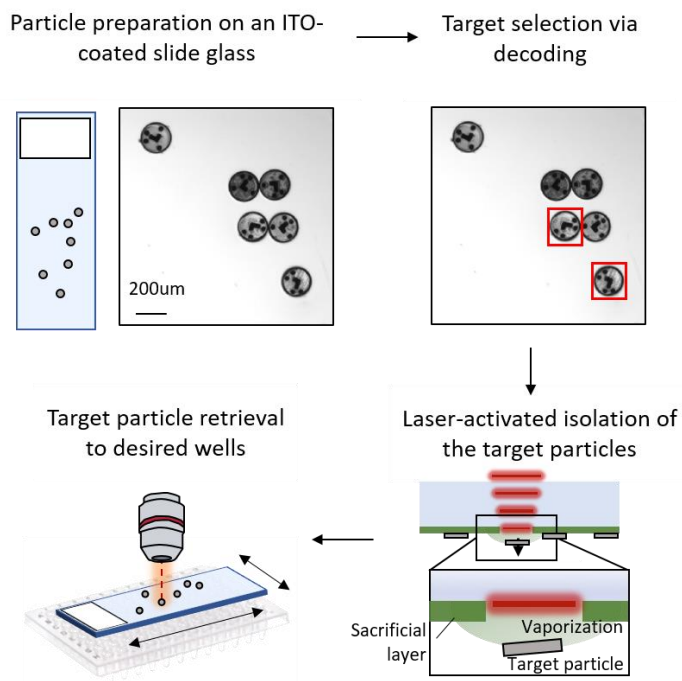 Particle preparation on an ITO-
coated slide glass
Target selection via
decoding
200um
Laser-activated isolation of
the target particles
Sacrificial
layer
Vaporization
Target particle
Target particle retrieval
to desired wells